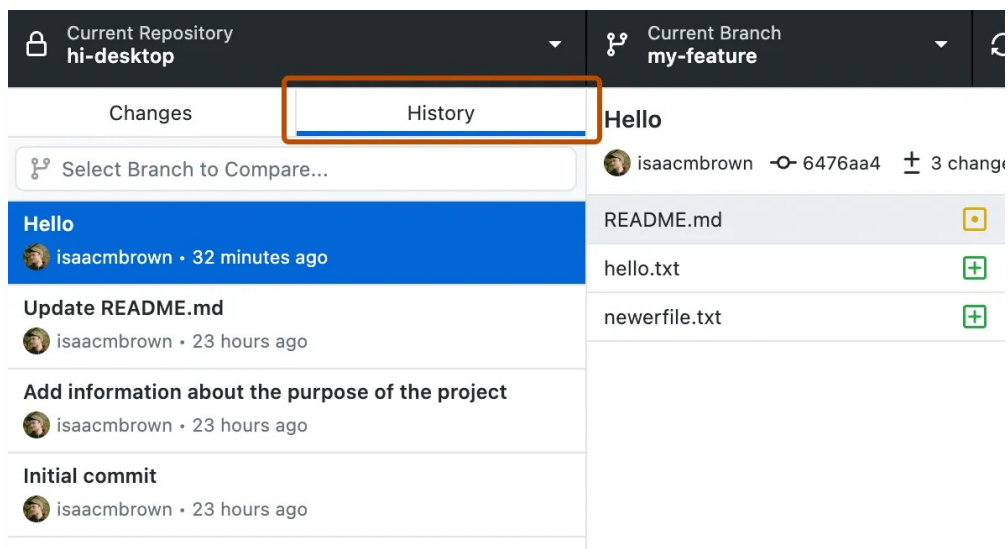 Current Repository
hi-desktop
Current Branch
my-feature
Changes
History
Select Branch to Compare...
Hello
isaacmbrown • 32 minutes ago
Update README.md
isaacmbrown • 23 hours ago
Add information about the purpose of the project
isaacmbrown • 23 hours ago
Initial commit
isaacmbrown • 23 hours ago
Hello
isaacmbrown 6476aa4 3 change
README.md
hello.txt
newerfile.txt